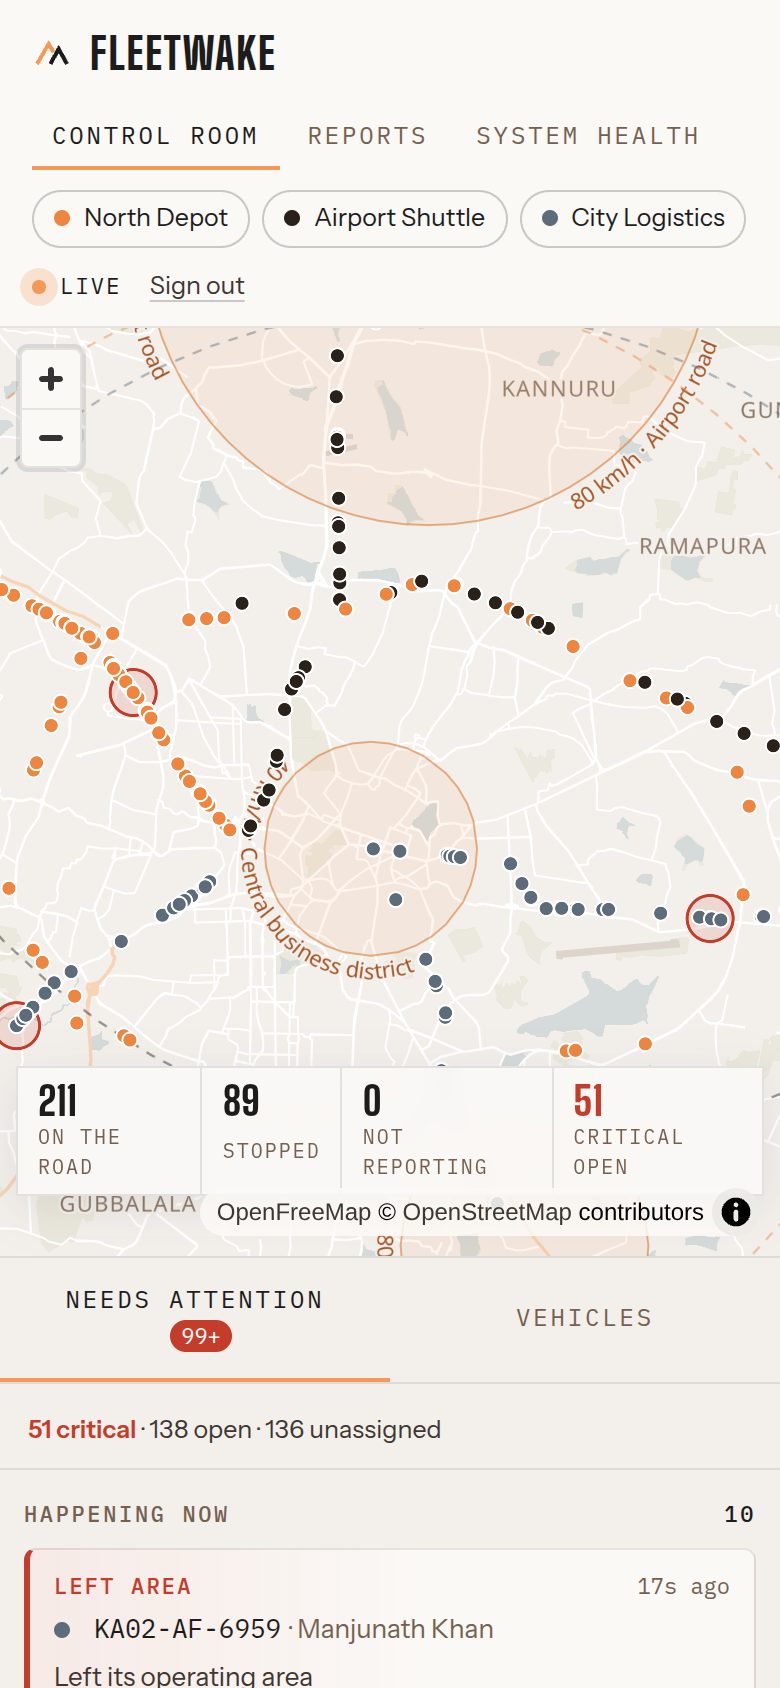 FLEETWAKE
CONTROL ROOM REPORTS SYSTEM HEALTH
North Depot Airport Shuttle City Logistics
LIVE Sign out
road
+
KANNURU
80 km/h · Airport road
−
RAMAPURA
Central business district
211
ON THE
ROAD
89
STOPPED
0
NOT
REPORTING
51
CRITICAL
OPEN
GUBBALALA
OpenFreeMap © OpenStreetMap contributors
80
NEEDS ATTENTION
99+
VEHICLES
51 critical · 138 open · 136 unassigned
HAPPENING NOW 10
LEFT AREA 17s ago
KA02-AF-6959 · Manjunath Khan
Left its operating area